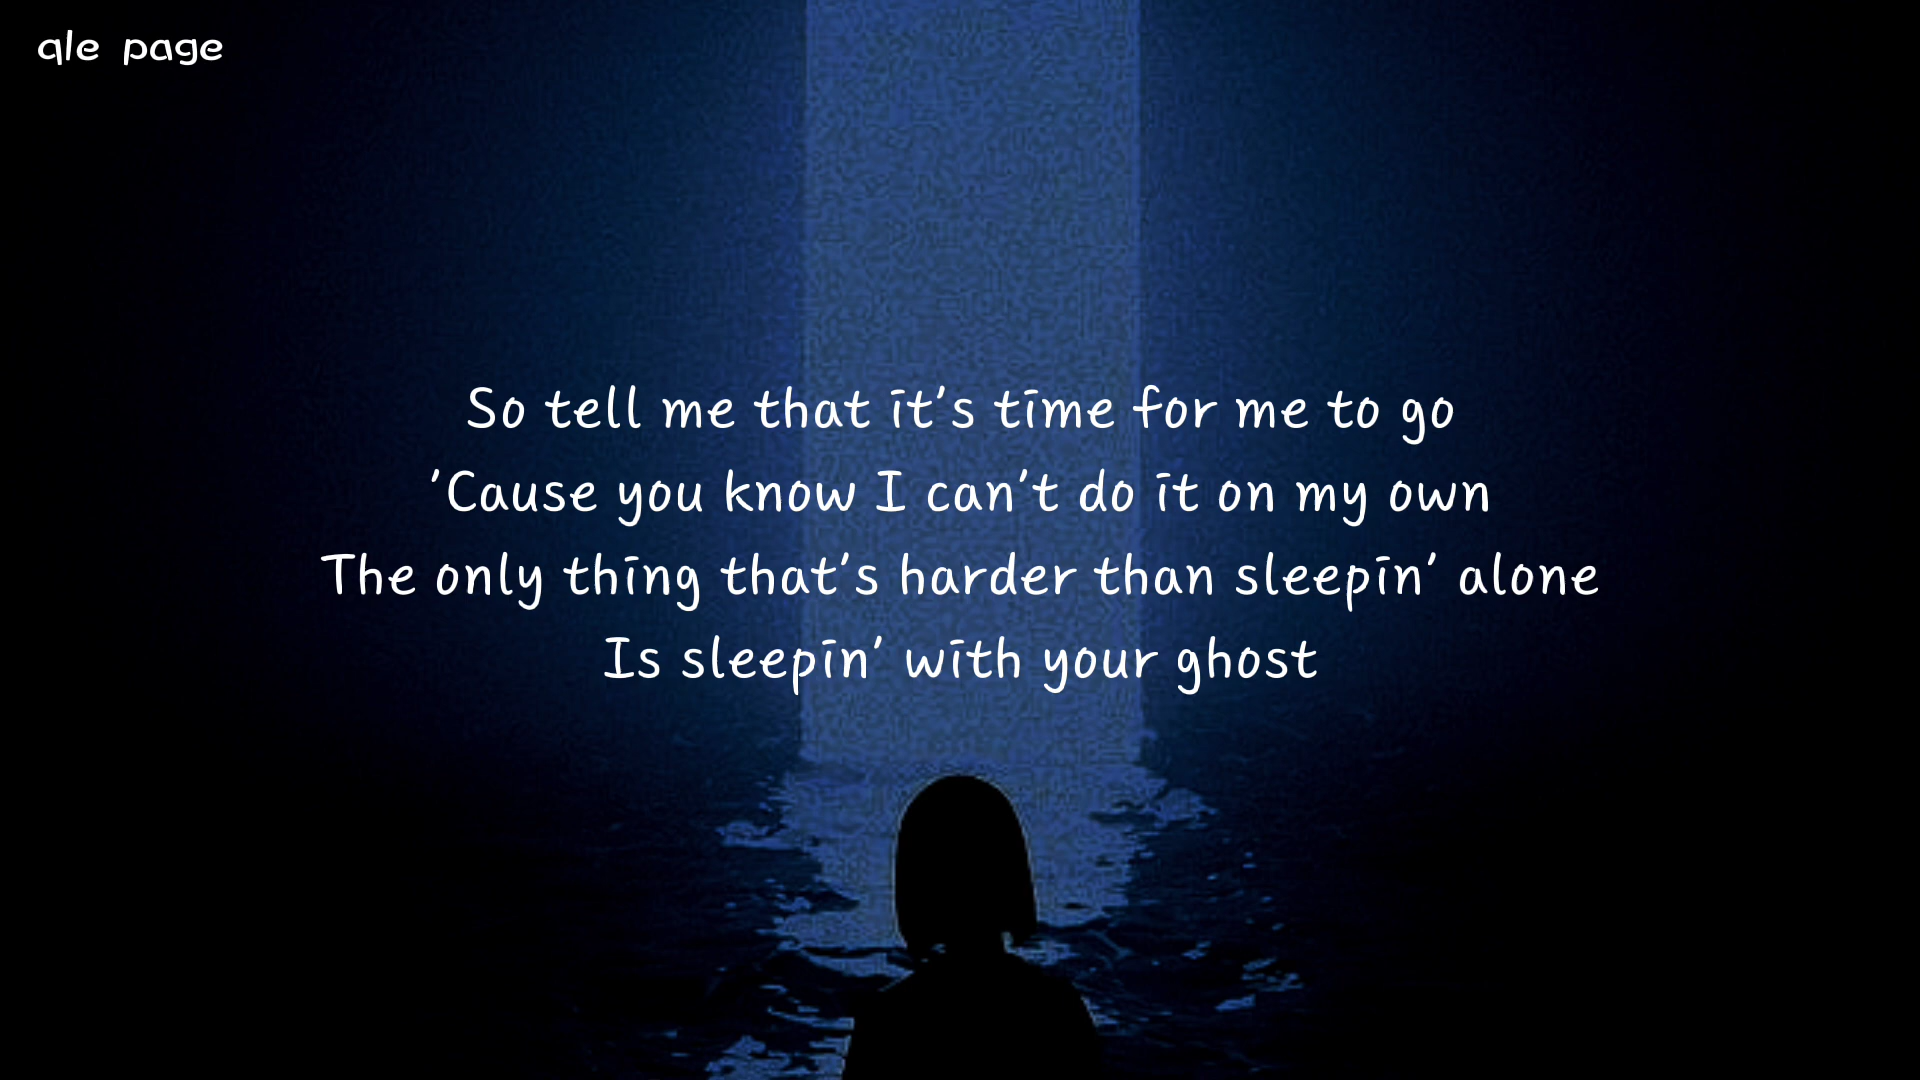 qle page
So tell me that it's time for me to go
'Cause you know I can't do it on my own
The only thing that's harder than sleepin' alone
Is sleepin' with your ghost